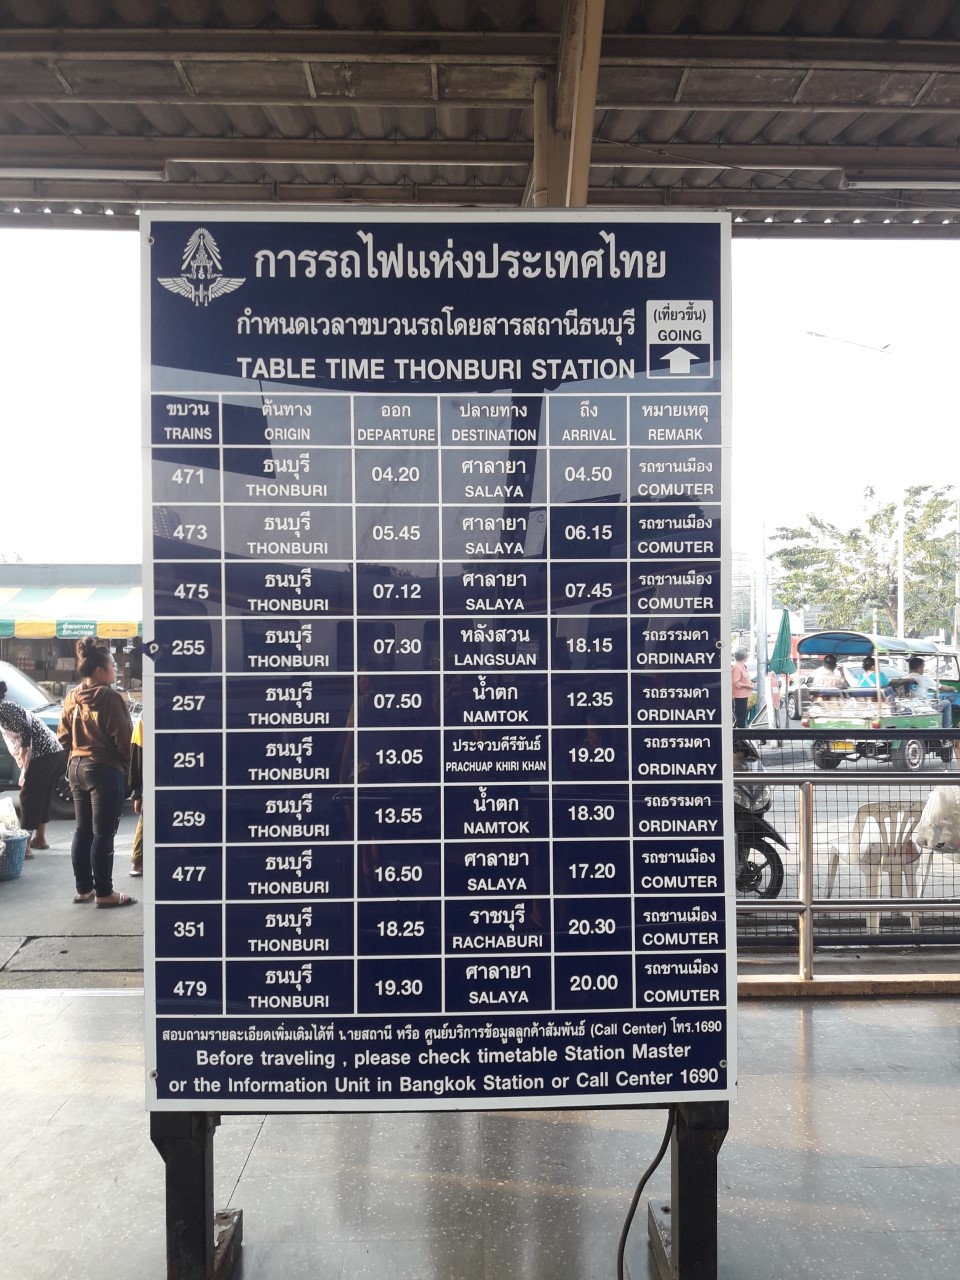 การรถไฟแห่งประเทศไทย
กำหนดเวลาขบวนรถโดยสารสถานีธนบุรี
(เที่ยวขึ้น)
GOING
TABLE TIME THONBURI STATION
ขบวน ต้นทาง ออก ปลายทาง ถึง หมายเหตุ
TRAINS ORIGIN DEPARTURE DESTINATION ARRIVAL REMARK
471 ธนบุรี THONBURI 04.20 ศาลายา SALAYA 04.50 รถชานเมือง COMUTER
473 ธนบุรี THONBURI 05.45 ศาลายา SALAYA 06.15 รถชานเมือง COMUTER
475 ธนบุรี THONBURI 07.12 ศาลายา SALAYA 07.45 รถชานเมือง COMUTER
255 ธนบุรี THONBURI 07.30 หลังสวน LANGSUAN 18.15 รถธรรมดา ORDINARY
257 ธนบุรี THONBURI 07.50 น้ำตก NAMTOK 12.35 รถธรรมดา ORDINARY
251 ธนบุรี THONBURI 13.05 ประจวบคีรีขันธ์ PRACHUAP KHIRI KHAN 19.20 รถธรรมดา ORDINARY
259 ธนบุรี THONBURI 13.55 น้ำตก NAMTOK 18.30 รถธรรมดา ORDINARY
477 ธนบุรี THONBURI 16.50 ศาลายา SALAYA 17.20 รถชานเมือง COMUTER
351 ธนบุรี THONBURI 18.25 ราชบุรี RACHABURI 20.30 รถชานเมือง COMUTER
479 ธนบุรี THONBURI 19.30 ศาลายา SALAYA 20.00 รถชานเมือง COMUTER
สอบถามรายละเอียดเพิ่มเติมได้ที่ นายสถานี หรือ ศูนย์บริการข้อมูลลูกค้าสัมพันธ์ (Call Center) โทร.1690
Before traveling , please check timetable Station Master
or the Information Unit in Bangkok Station or Call Center 1690